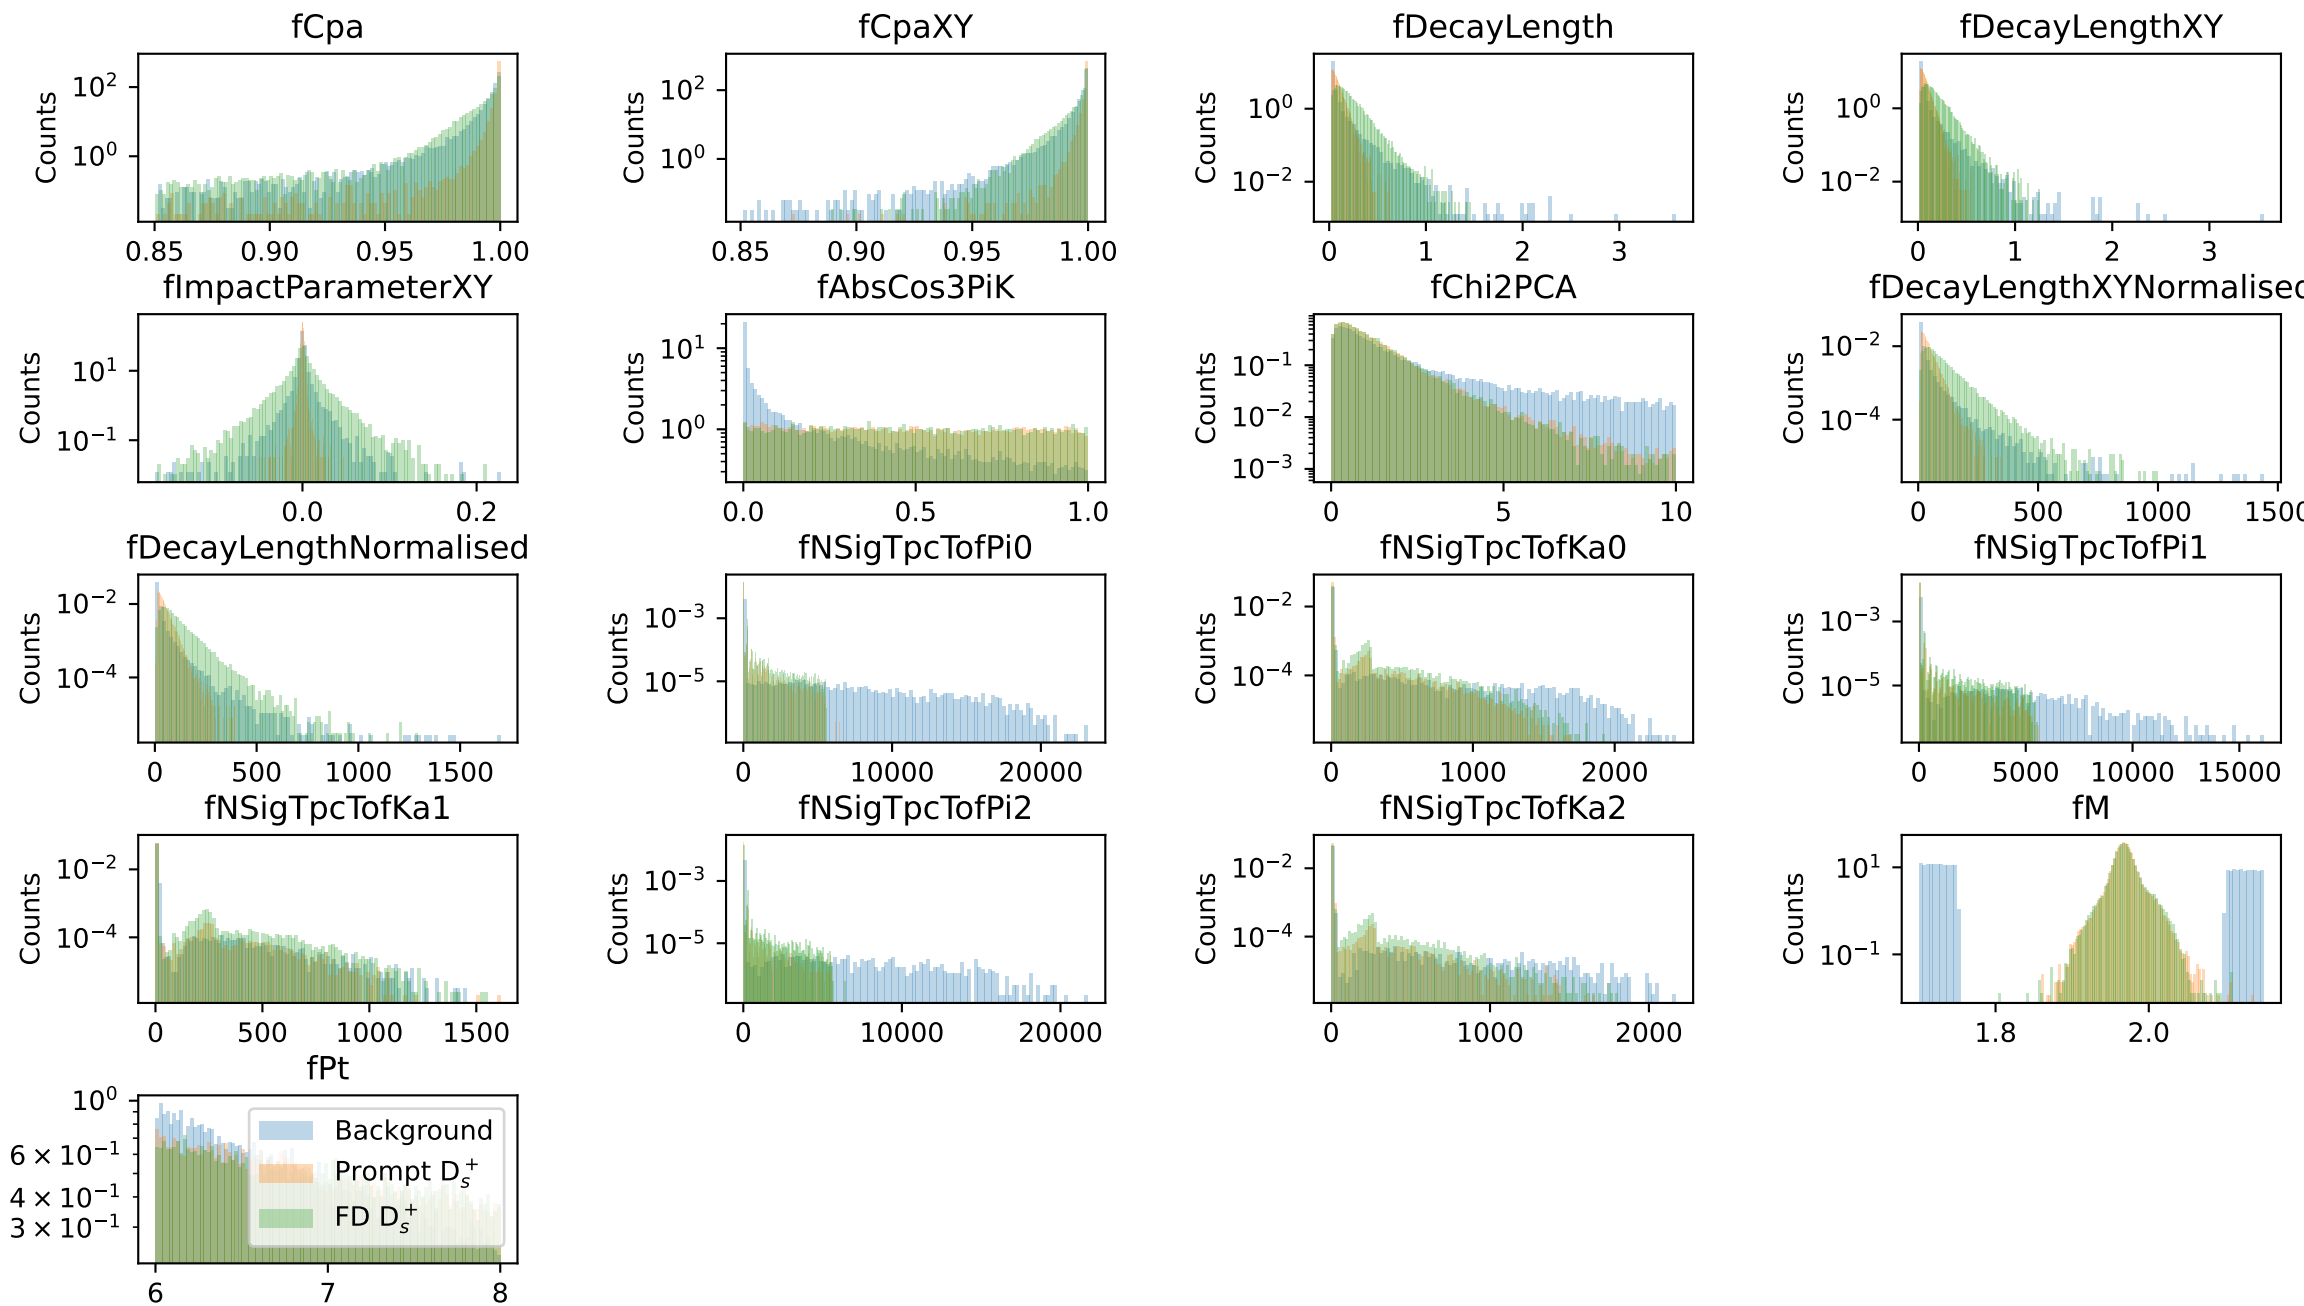 fCpa
fCpaXY
fDecayLength
fDecayLengthXY
Counts
10²
10⁰
0.85 0.90 0.95 1.00
Counts
10²
10⁰
0.85 0.90 0.95 1.00
Counts
10⁰
10⁻²
0 1 2 3
Counts
10⁰
10⁻²
0 1 2 3
fImpactParameterXY
fAbsCos3PiK
fChi2PCA
fDecayLengthXYNormalised
Counts
10¹
10⁻¹
0.0 0.2
Counts
10¹
10⁰
0.0 0.5 1.0
Counts
10⁻¹
10⁻²
10⁻³
0 5 10
Counts
10⁻²
10⁻⁴
0 500 1000 1500
fDecayLengthNormalised
fNSigTpcTofPi0
fNSigTpcTofKa0
fNSigTpcTofPi1
Counts
10⁻²
10⁻⁴
0 500 1000 1500
Counts
10⁻³
10⁻⁵
0 10000 20000
Counts
10⁻²
10⁻⁴
0 1000 2000
Counts
10⁻³
10⁻⁵
0 5000 10000 15000
fNSigTpcTofKa1
fNSigTpcTofPi2
fNSigTpcTofKa2
fM
Counts
10⁻²
10⁻⁴
0 500 1000 1500
Counts
10⁻³
10⁻⁵
0 10000 20000
Counts
10⁻²
10⁻⁴
0 1000 2000
Counts
10¹
10⁻¹
1.8 2.0
fPt
10⁰
6 × 10⁻¹
4 × 10⁻¹
3 × 10⁻¹
6 7 8
Background
Prompt Dₛ⁺
FD Dₛ⁺